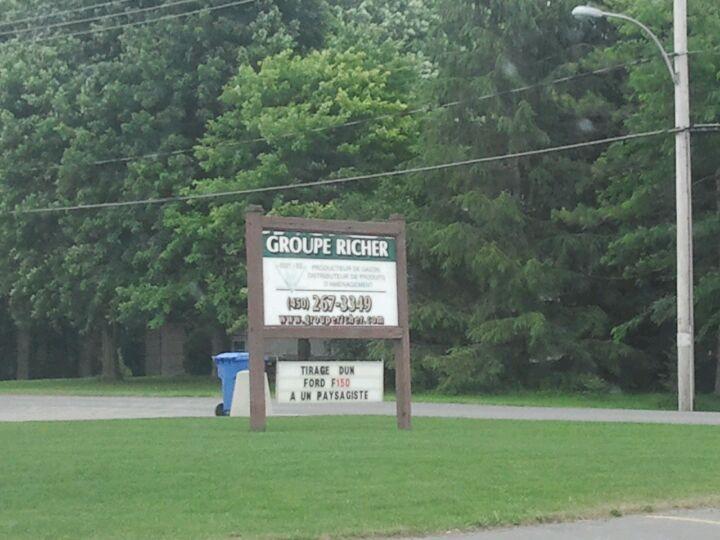 GROUPE RICHER
PRODUCTEUR DE GAZON
DISTRIBUTEUR DE PRODUITS
D'AMÉNAGEMENT
(450) 267-3349
www.grouperricher.com
TIRAGE DUN
FORD F150
A UN PAYSAGISTE